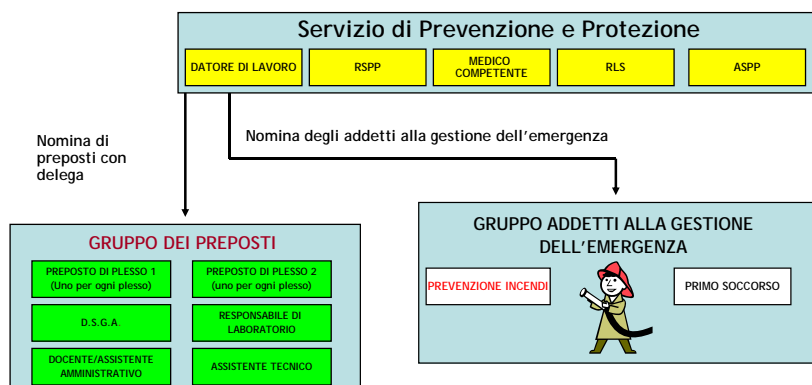 Servizio di Prevenzione e Protezione
DATORE DI LAVORO
RSPP
MEDICO
COMPETENTE
RLS
ASPP
Nomina di
preposti con
delega
Nomina degli addetti alla gestione dell'emergenza
GRUPPO DEI PREPOSTI
PREPOSTO DI PLESSO 1
(Uno per ogni plesso)
PREPOSTO DI PLESSO 2
(uno per ogni plesso)
D.S.G.A.
RESPONSABILE DI
LABORATORIO
DOCENTE/ASSISTENTE
AMMINISTRATIVO
ASSISTENTE TECNICO
GRUPPO ADDETTI ALLA GESTIONE
DELL'EMERGENZA
PREVENZIONE INCENDI
PRIMO SOCCORSO